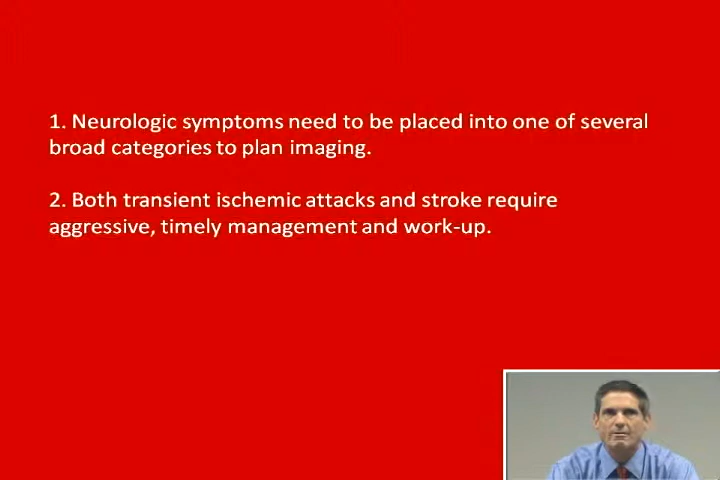 1. Neurologic symptoms need to be placed into one of several
broad categories to plan imaging.
2. Both transient ischemic attacks and stroke require
aggressive, timely management and work-up.